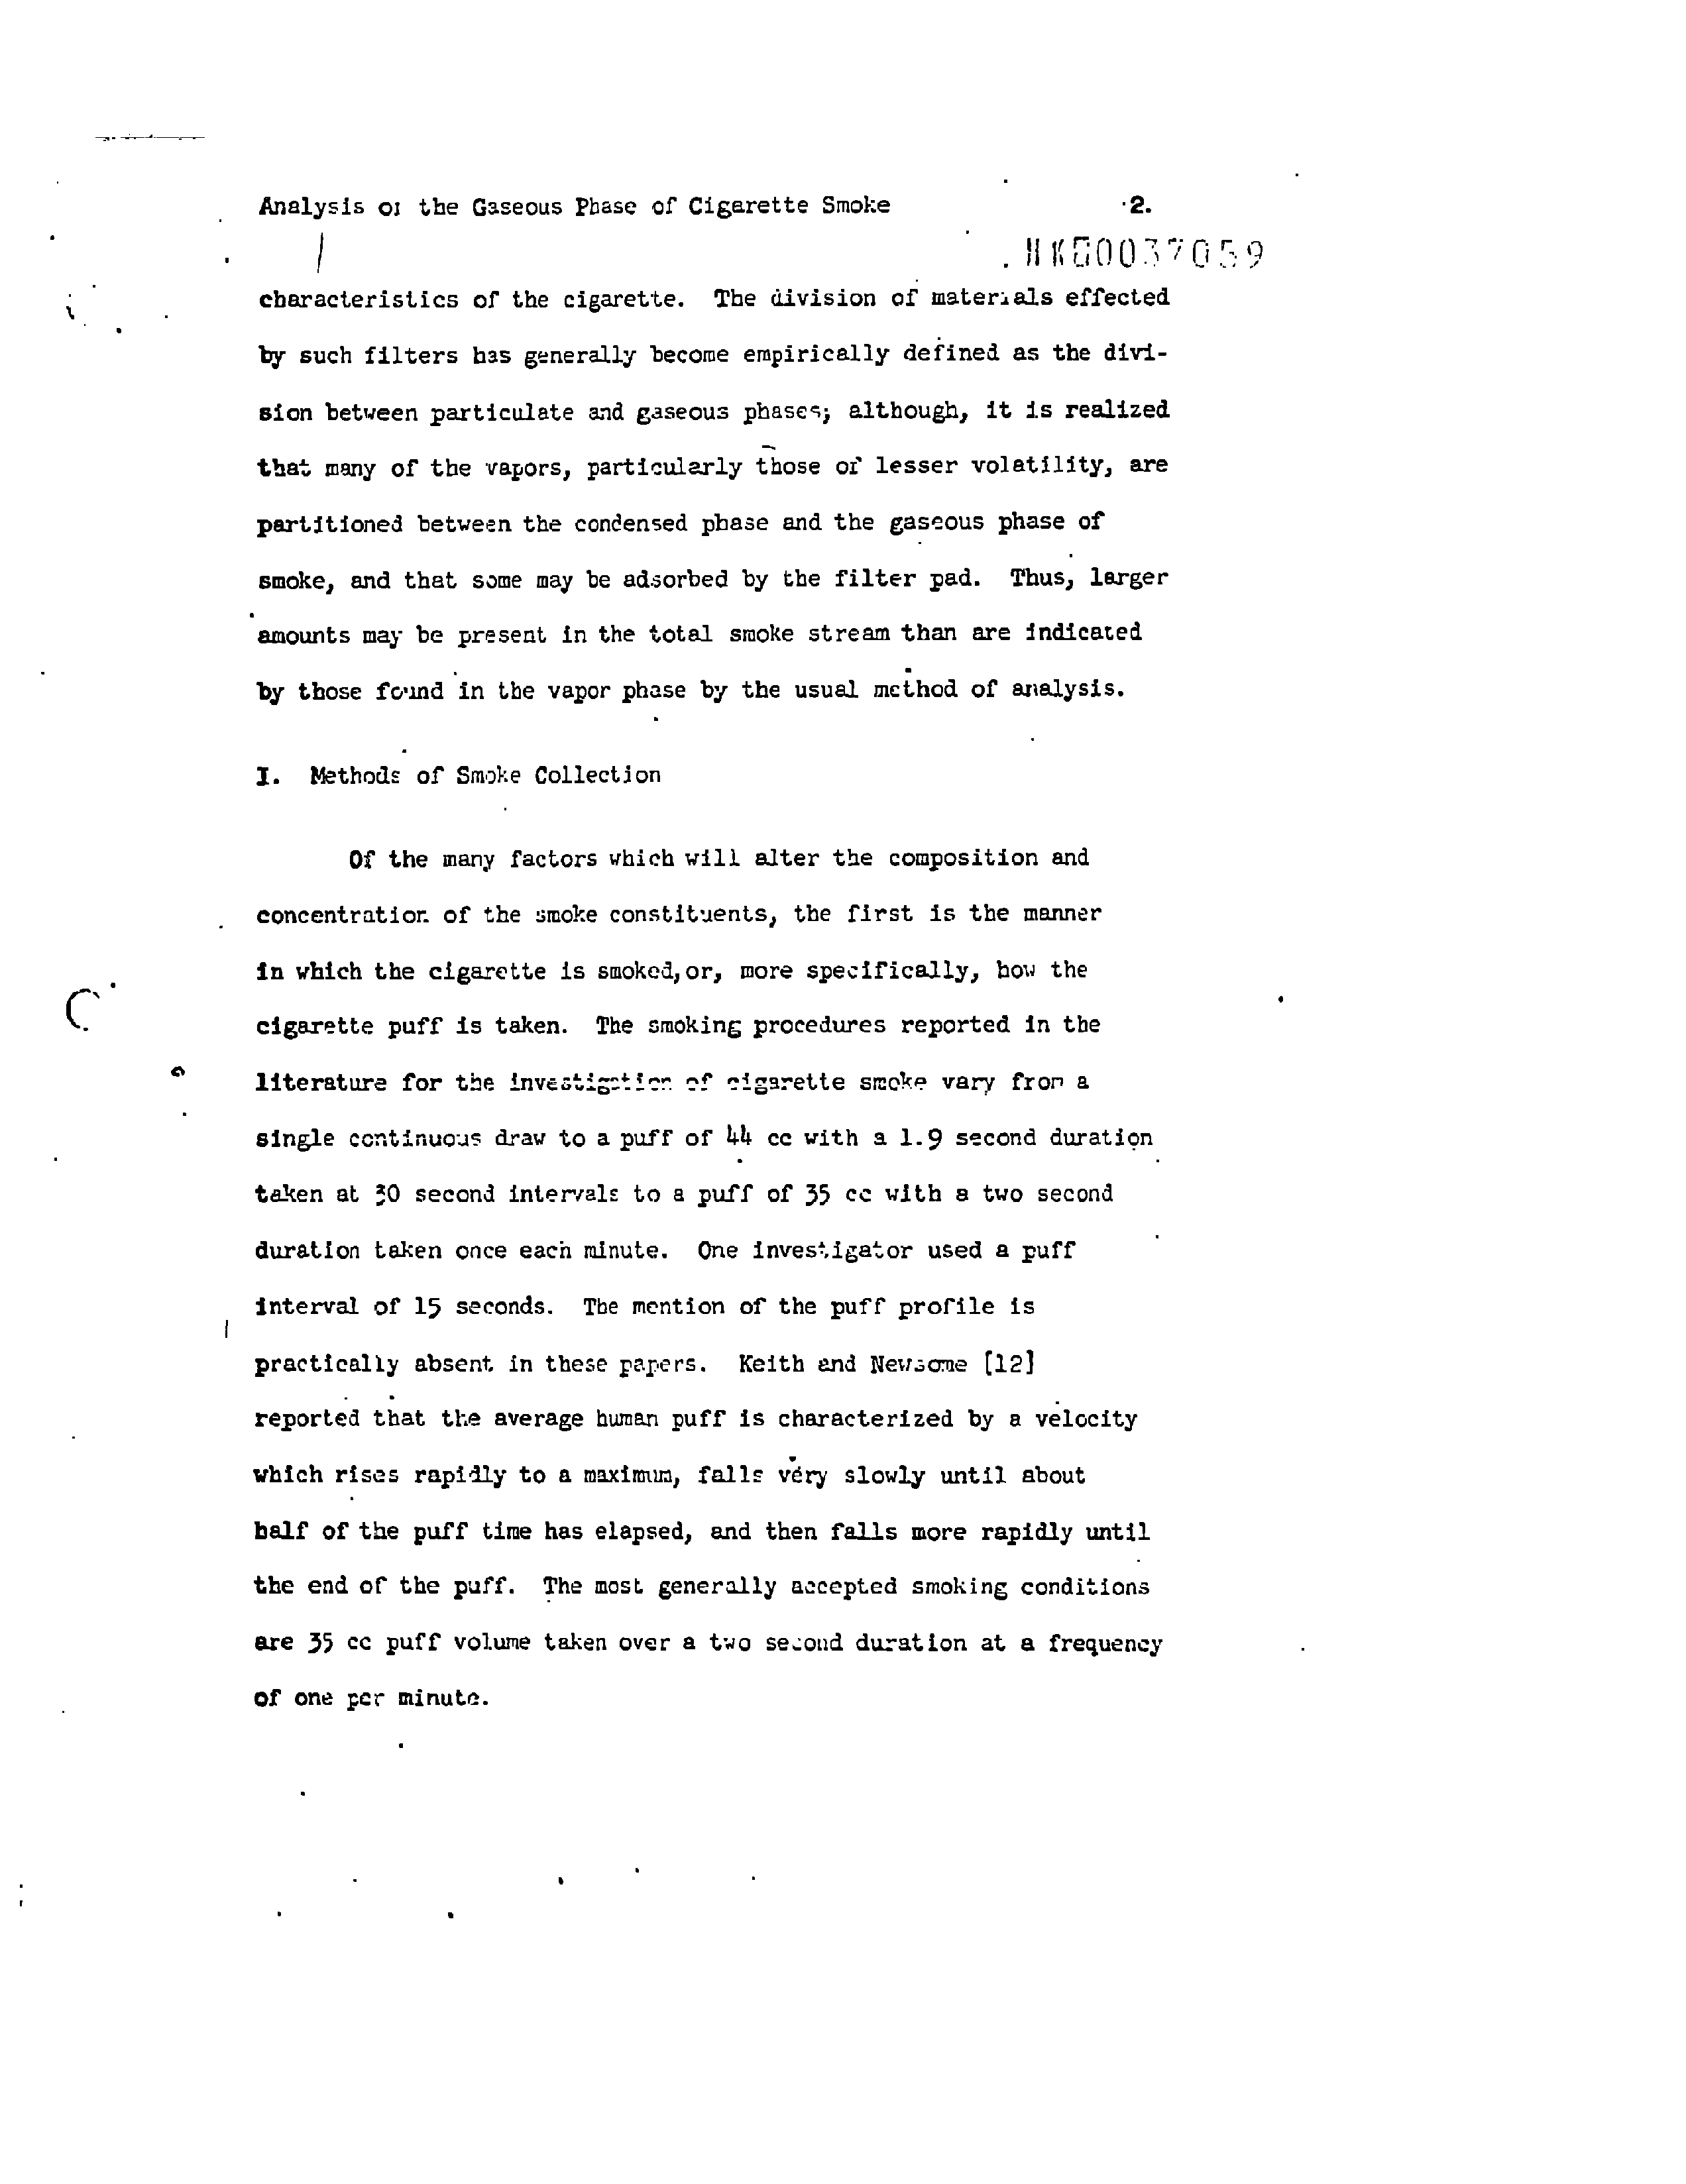 Analysis of the Gaseous Phase of Cigarette Smoke 2.
characteristics of the cigarette. The division of materials effected
by such filters has generally become empirically defined as the divi-
sion between particulate and gaseous phases; although, it is realized
that many of the vapors, particularly those of lesser volatility, are
partitioned between the condensed phase and the gaseous phase of
smoke, and that some may be adsorbed by the filter pad. Thus, larger
amounts may be present in the total smoke stream than are indicated
by those found in the vapor phase by the usual method of analysis.
I. Methods of Smoke Collection
Of the many factors which will alter the composition and
concentration of the smoke constituents, the first is the manner
in which the cigarette is smoked, or, more specifically, how the
cigarette puff is taken. The smoking procedures reported in the
literature for the investigation of cigarette smoke vary from a
single continuous draw to a puff of 44 cc with a 1.9 second duration
taken at 30 second intervals to a puff of 35 cc with a two second
duration taken once each minute. One investigator used a puff
interval of 15 seconds. The mention of the puff profile is
practically absent in these papers. Keith and Newsome [12]
reported that the average human puff is characterized by a velocity
which rises rapidly to a maximum, falls very slowly until about
half of the puff time has elapsed, and then falls more rapidly until
the end of the puff. The most generally accepted smoking conditions
are 35 cc puff volume taken over a two second duration at a frequency
of one per minute.